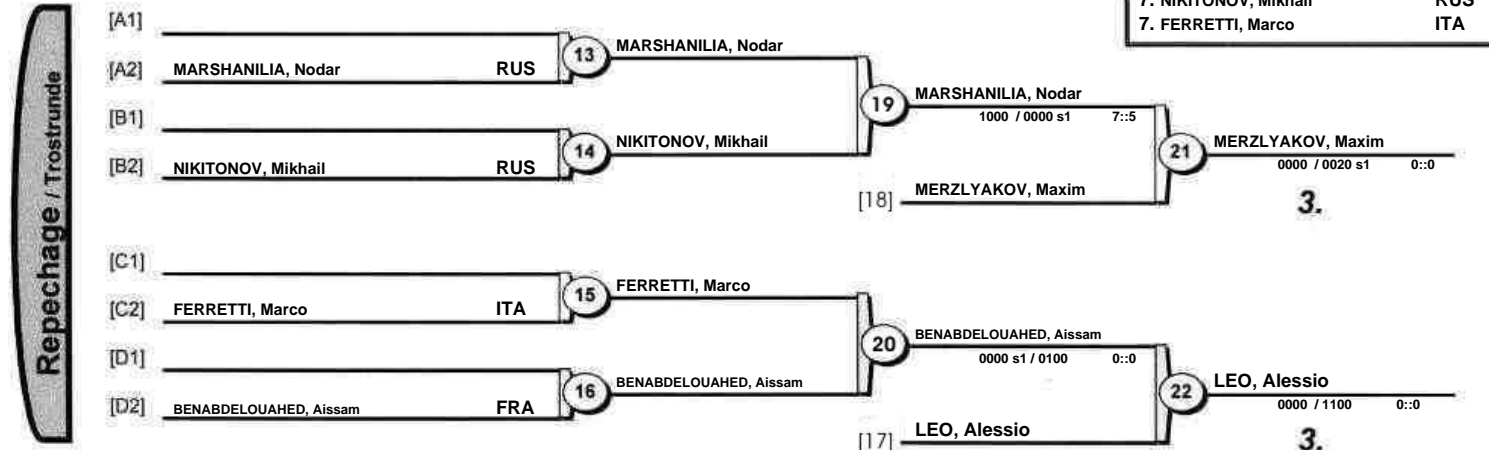 7. NIKITONOV, Mikhail RUS
7. FERRETTI, Marco ITA
Repechage / Trostrunde
[A1]
[A2] MARSHANILIA, Nodar RUS
13 MARSHANILIA, Nodar
[B1]
[B2] NIKITONOV, Mikhail RUS
14 NIKITONOV, Mikhail
19 MARSHANILIA, Nodar
1000 / 0000 s1 7::5
[18] MERZLYAKOV, Maxim
21 MERZLYAKOV, Maxim
0000 / 0020 s1 0::0
3.
[C1]
[C2] FERRETTI, Marco ITA
15 FERRETTI, Marco
[D1]
[D2] BENABDELOUAHED, Aissam FRA
16 BENABDELOUAHED, Aissam
20 BENABDELOUAHED, Aissam
0000 s1 / 0100 0::0
[17] LEO, Alessio
22 LEO, Alessio
0000 / 1100 0::0
3.